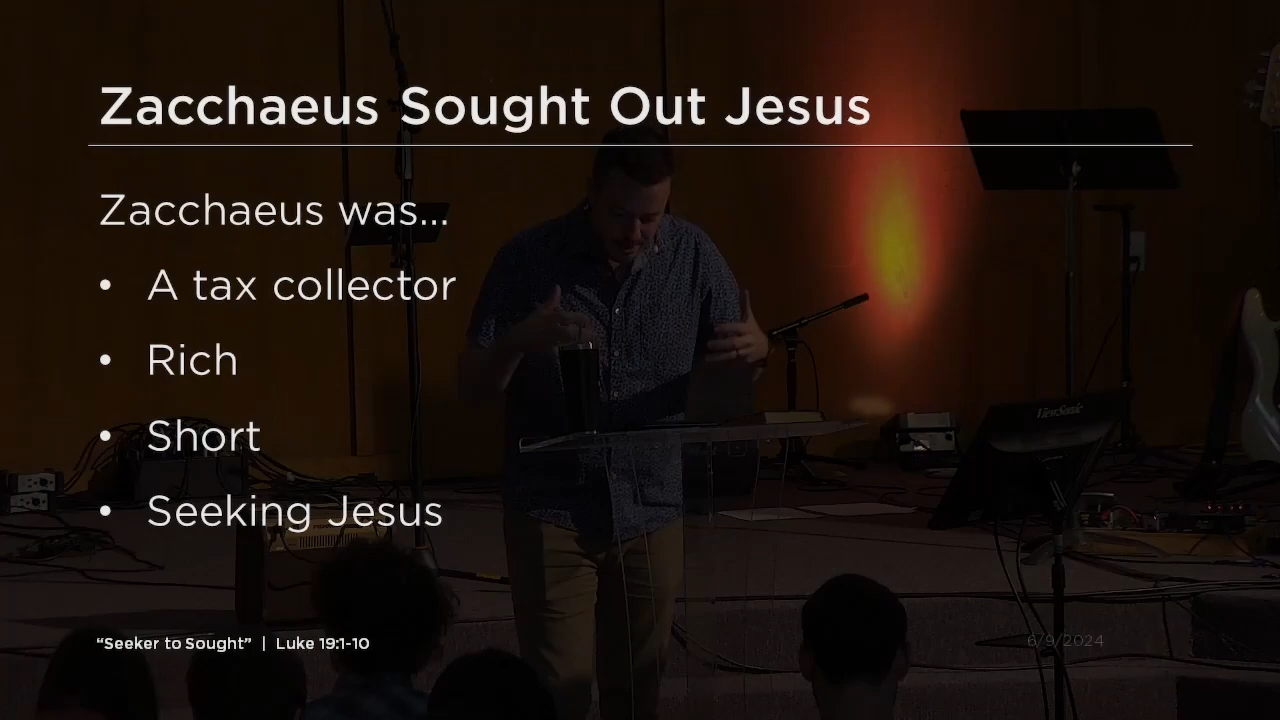 Zacchaeus Sought Out Jesus
Zacchaeus was...
• A tax collector
• Rich
• Short
• Seeking Jesus
“Seeker to Sought” | Luke 19:1-10
6/9/2024
ViewSonic